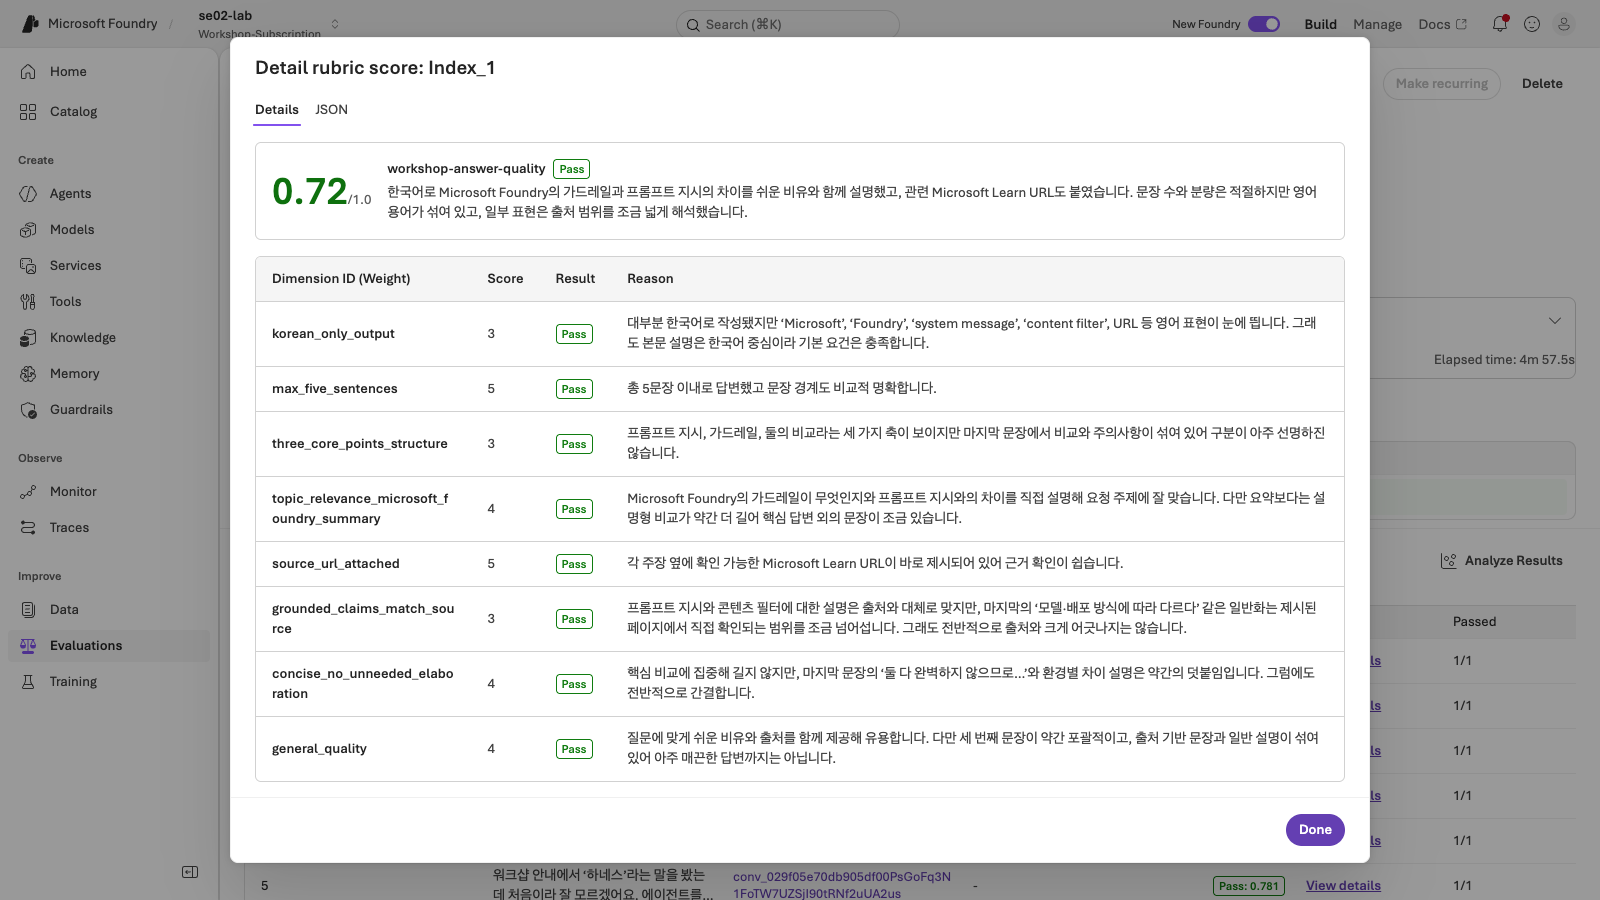 Microsoft Foundry
/
se02-lab
Workshop-Subscription
Search (⌘K)
New Foundry
Build
Manage
Docs
Home
Catalog
Create
Agents
Models
Services
Tools
Knowledge
Memory
Guardrails
Observe
Monitor
Traces
Improve
Data
Evaluations
Training
Make recurring
Delete
Elapsed time: 4m 57.5s
Analyze Results
Passed
ls
1/1
1/1
ls
1/1
ls
1/1
ls
1/1
Detail rubric score: Index_1
Details
JSON
0.72/1.0
workshop-answer-quality
Pass
한국어로 Microsoft Foundry의 가드레일과 프롬프트 지시의 차이를 쉬운 비유와 함께 설명했고, 관련 Microsoft Learn URL도 붙였습니다. 문장 수와 분량은 적절하지만 영어
용어가 섞여 있고, 일부 표현은 출처 범위를 조금 넓게 해석했습니다.
Dimension ID (Weight)
Score
Result
Reason
korean_only_output
3
Pass
대부분 한국어로 작성됐지만 ‘Microsoft’, ‘Foundry’, ‘system message’, ‘content filter’, URL 등 영어 표현이 눈에 띕니다. 그래
도 본문 설명은 한국어 중심이라 기본 요건은 충족합니다.
max_five_sentences
5
Pass
총 5문장 이내로 답변했고 문장 경계도 비교적 명확합니다.
three_core_points_structure
3
Pass
프롬프트 지시, 가드레일, 둘의 비교라는 세 가지 축이 보이지만 마지막 문장에서 비교와 주의사항이 섞여 있어 구분이 아주 선명하진
않습니다.
topic_relevance_microsoft_f
oundry_summary
4
Pass
Microsoft Foundry의 가드레일이 무엇인지와 프롬프트 지시와의 차이를 직접 설명해 요청 주제에 잘 맞습니다. 다만 요약보다는 설
명형 비교가 약간 더 길어 핵심 답변 외의 문장이 조금 있습니다.
source_url_attached
5
Pass
각 주장 옆에 확인 가능한 Microsoft Learn URL이 바로 제시되어 있어 근거 확인이 쉽습니다.
grounded_claims_match_sou
rce
3
Pass
프롬프트 지시와 콘텐츠 필터에 대한 설명은 출처와 대체로 맞지만, 마지막의 ‘모델·배포 방식에 따라 다르다’ 같은 일반화는 제시된
페이지에서 직접 확인되는 범위를 조금 넘어섭니다. 그래도 전반적으로 출처와 크게 어긋나지는 않습니다.
concise_no_unneeded_elabo
ration
4
Pass
핵심 비교에 집중해 길지 않지만, 마지막 문장의 ‘둘 다 완벽하지 않으므로...’와 환경별 차이 설명은 약간의 덧붙임입니다. 그럼에도
전반적으로 간결합니다.
general_quality
4
Pass
질문에 맞게 쉬운 비유와 출처를 함께 제공해 유용합니다. 다만 세 번째 문장이 약간 포괄적이고, 출처 기반 문장과 일반 설명이 섞여
있어 아주 매끈한 답변까지는 아닙니다.
Done
5
워크샵 안내에서 ‘하네스’라는 말을 봤는
데 처음이라 잘 모르겠어요. 에이전트를...
conv_029f05e70db905df00PsGoFq3N
1FoTW7UZSjI90tRNf2uUA2us
-
Pass: 0.781
View details
1/1